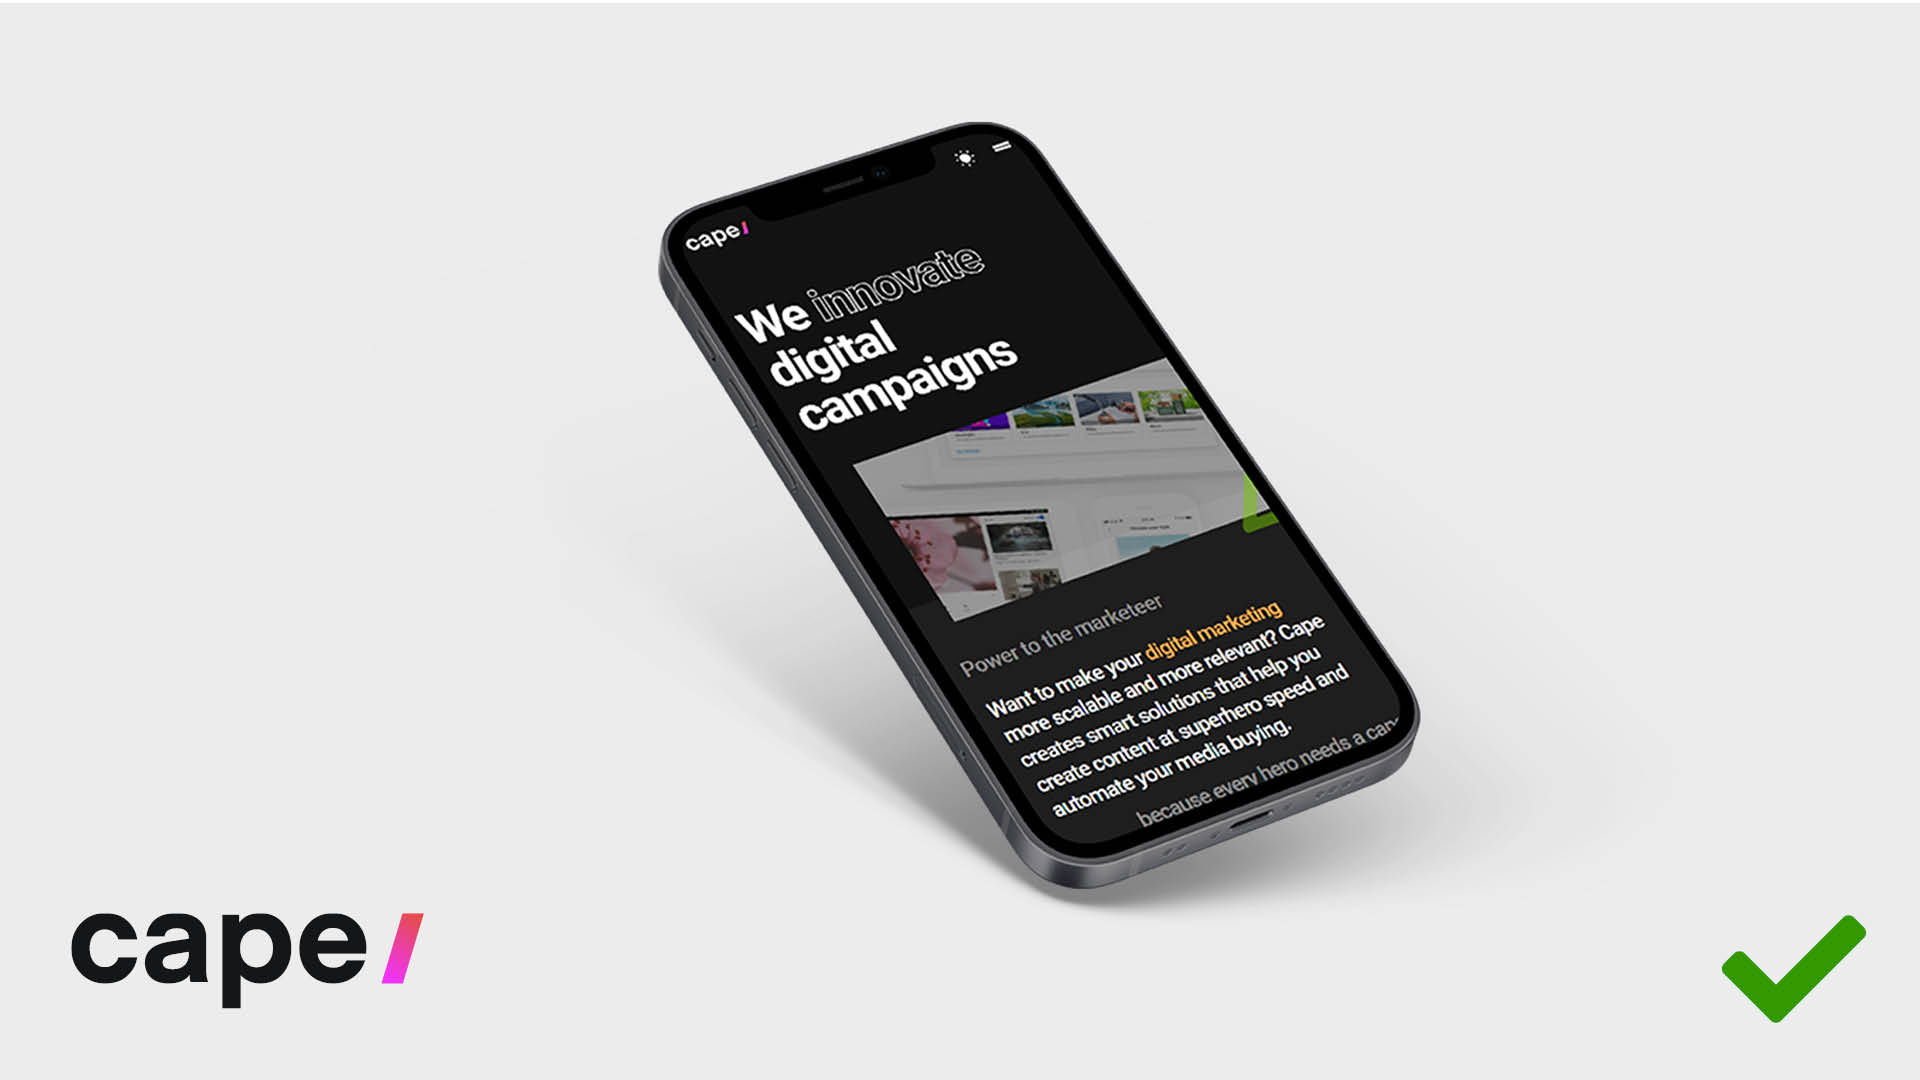 cape
We innovate
digital
campaigns
Power to the marketeer
Want to make your digital marketing
more scalable and more relevant? Cape
creates smart solutions that help you
create content at superhero speed and
automate your media buying.
because every hero needs a
cape